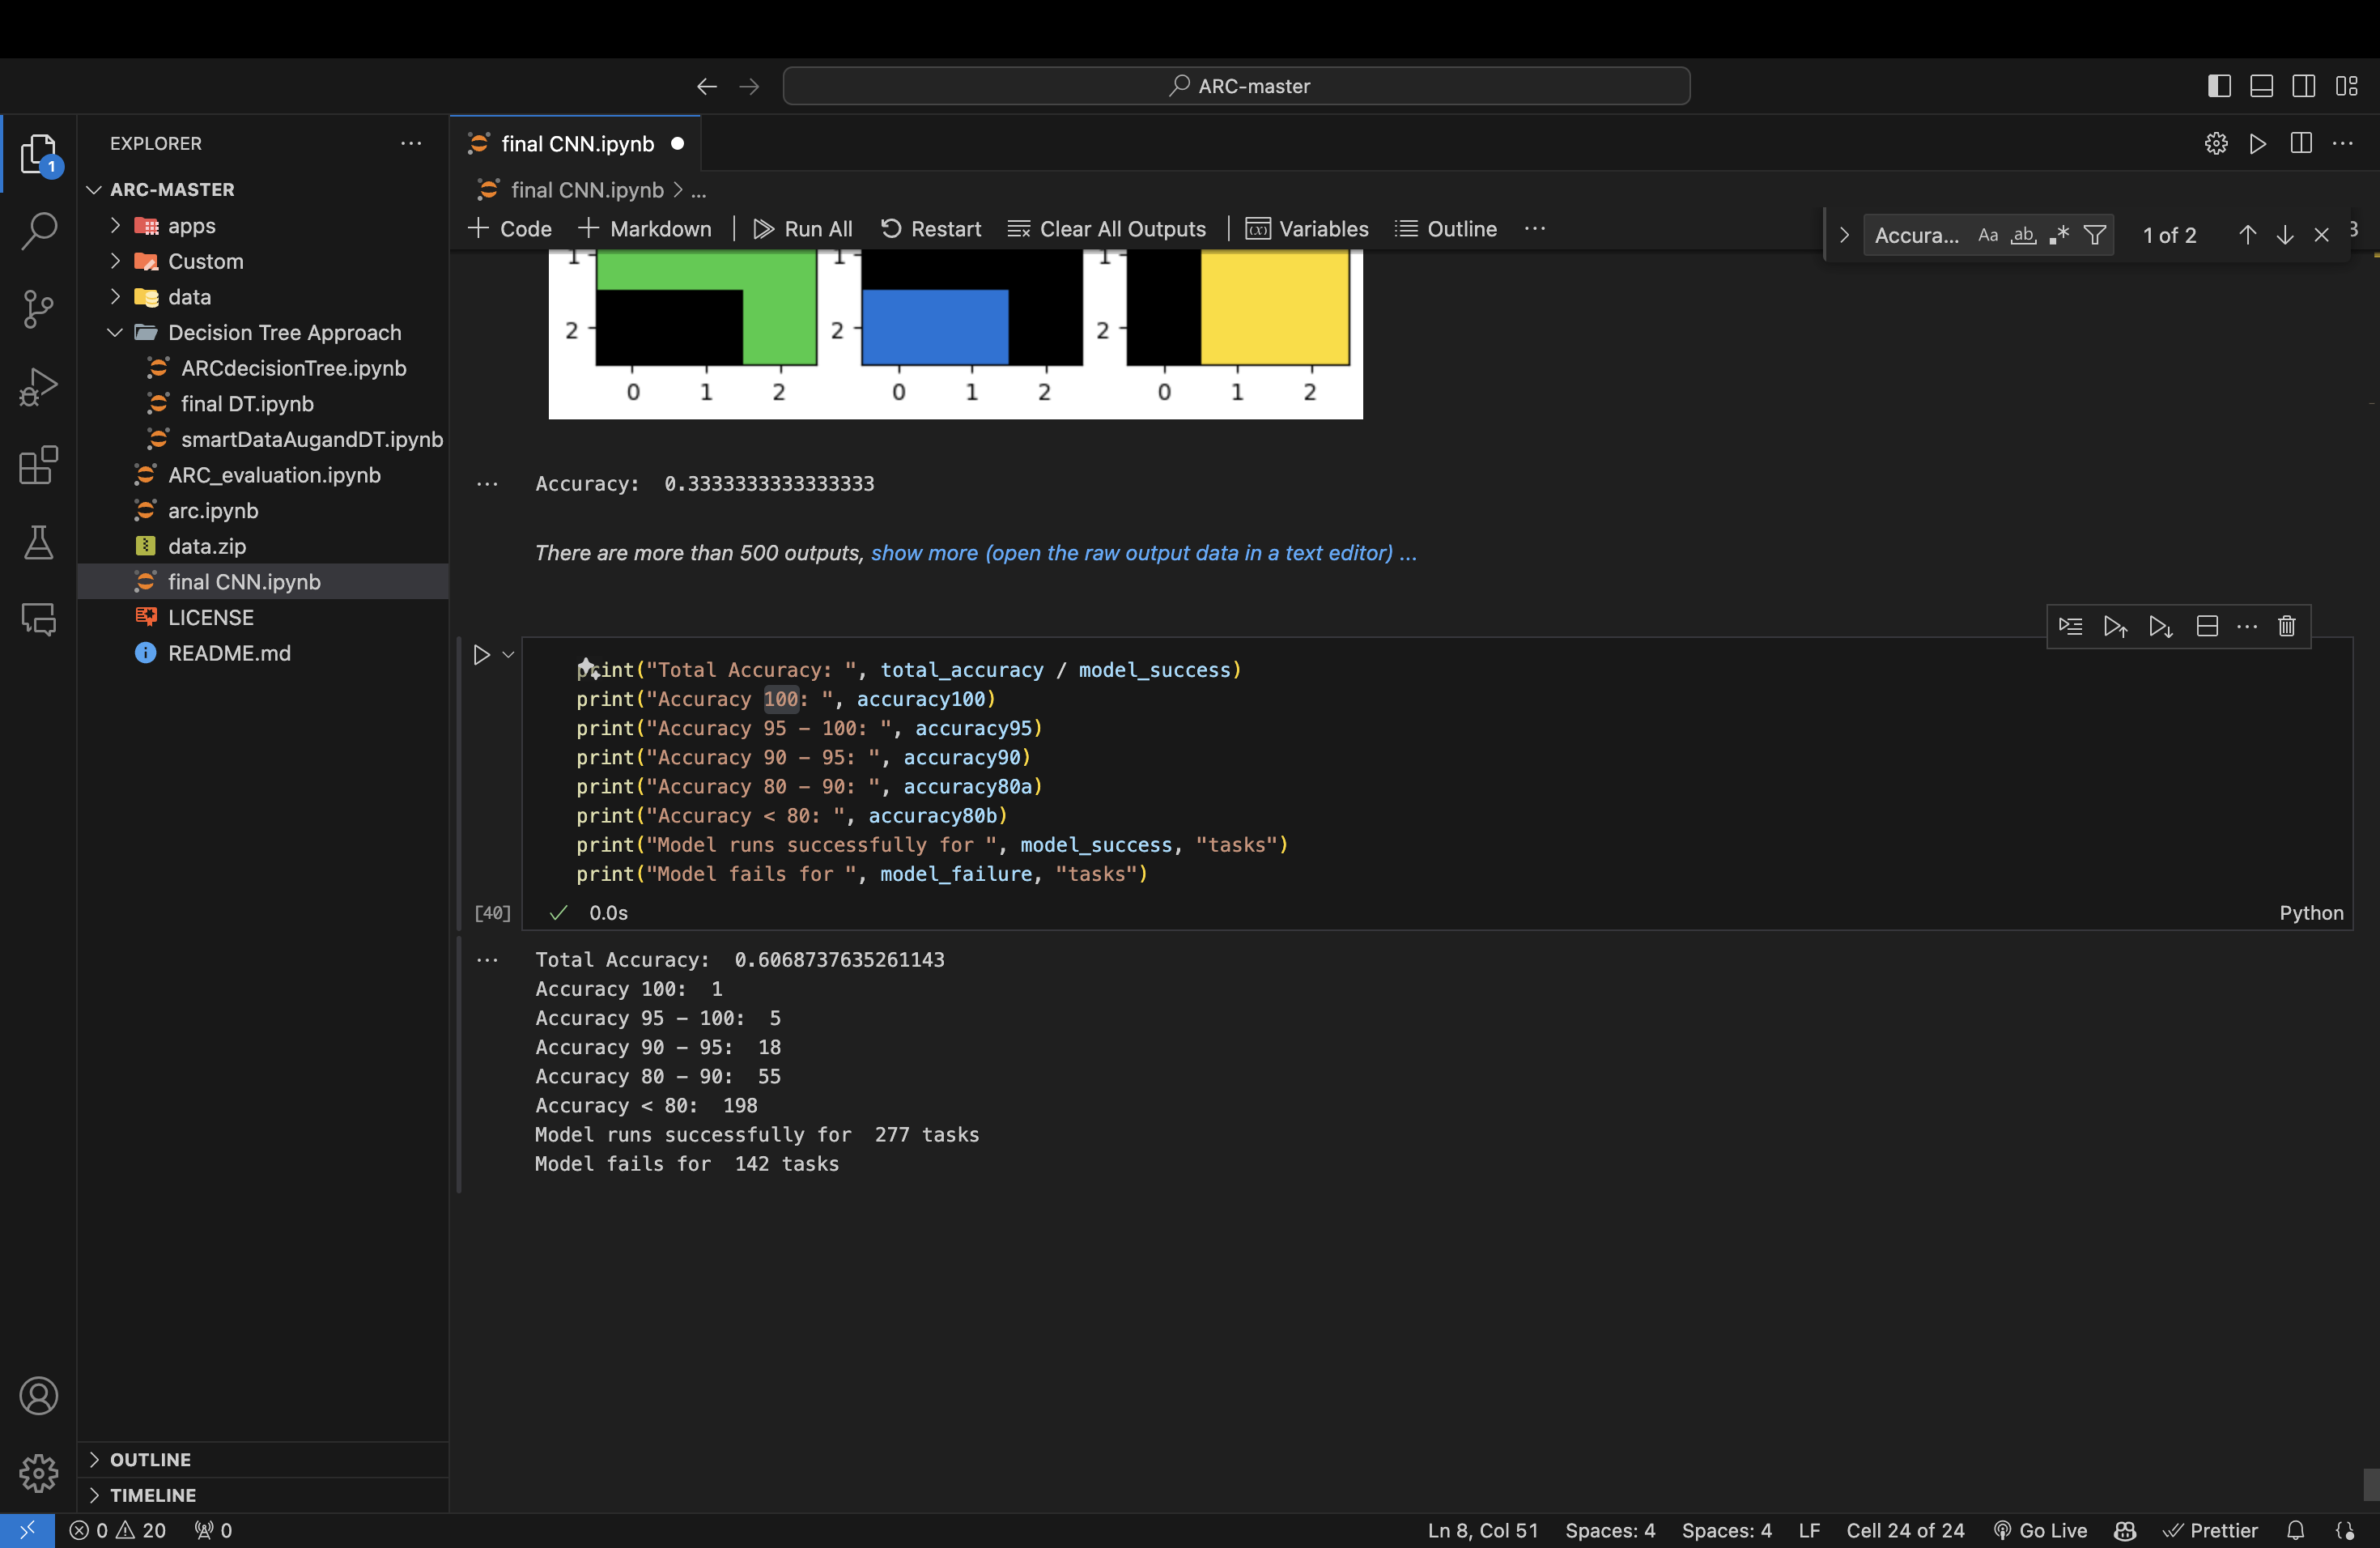 ARC-master
EXPLORER
final CNN.ipynb
1
ARC-MASTER
final CNN.ipynb > ...
apps
Code
Markdown
Run All
Restart
Clear All Outputs
Variables
Outline
Accura...
Aa
ab
1 of 2
Custom
data
Decision Tree Approach
ARCdecisionTree.ipynb
final DT.ipynb
smartDataAugandDT.ipynb
ARC_evaluation.ipynb
arc.ipynb
data.zip
final CNN.ipynb
LICENSE
README.md
1 1 1
2 2 2
0 1 2 0 1 2 0 1 2
Accuracy:  0.3333333333333333
There are more than 500 outputs, show more (open the raw output data in a text editor) ...
print("Total Accuracy: ", total_accuracy / model_success)
print("Accuracy 100: ", accuracy100)
print("Accuracy 95 - 100: ", accuracy95)
print("Accuracy 90 - 95: ", accuracy90)
print("Accuracy 80 - 90: ", accuracy80a)
print("Accuracy < 80: ", accuracy80b)
print("Model runs successfully for ", model_success, "tasks")
print("Model fails for ", model_failure, "tasks")
[40]
0.0s
Python
Total Accuracy:  0.6068737635261143
Accuracy 100:  1
Accuracy 95 - 100:  5
Accuracy 90 - 95:  18
Accuracy 80 - 90:  55
Accuracy < 80:  198
Model runs successfully for  277 tasks
Model fails for  142 tasks
OUTLINE
TIMELINE
0 20 0
Ln 8, Col 51
Spaces: 4
Spaces: 4
LF
Cell 24 of 24
Go Live
Prettier